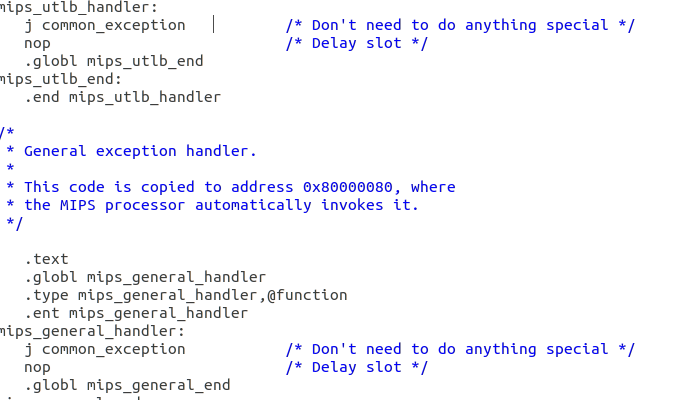 mips_utlb_handler:
j common_exception /* Don't need to do anything special */
nop /* Delay slot */
.globl mips_utlb_end
mips_utlb_end:
.end mips_utlb_handler
/*
* General exception handler.
*
* This code is copied to address 0x80000080, where
* the MIPS processor automatically invokes it.
*/
.text
.globl mips_general_handler
.type mips_general_handler,@function
.ent mips_general_handler
mips_general_handler:
j common_exception /* Don't need to do anything special */
nop /* Delay slot */
.globl mips_general_end